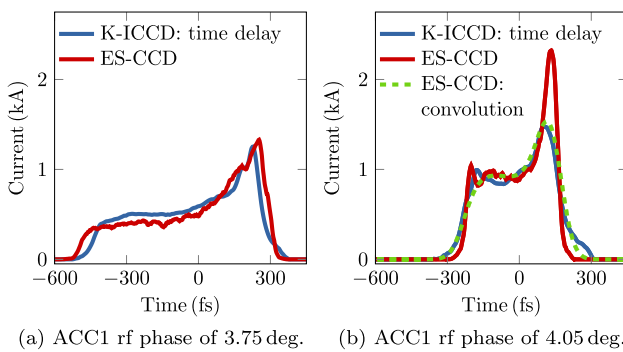 K-ICCD: time delay
ES-CCD
Current (kA)
2
1
0
−600
−300
0
300
Time (fs)
(a) ACC1 rf phase of 3.75 deg.
K-ICCD: time delay
ES-CCD
ES-CCD:
convolution
Current (kA)
2
1
0
−600
−300
0
300
Time (fs)
(b) ACC1 rf phase of 4.05 deg.